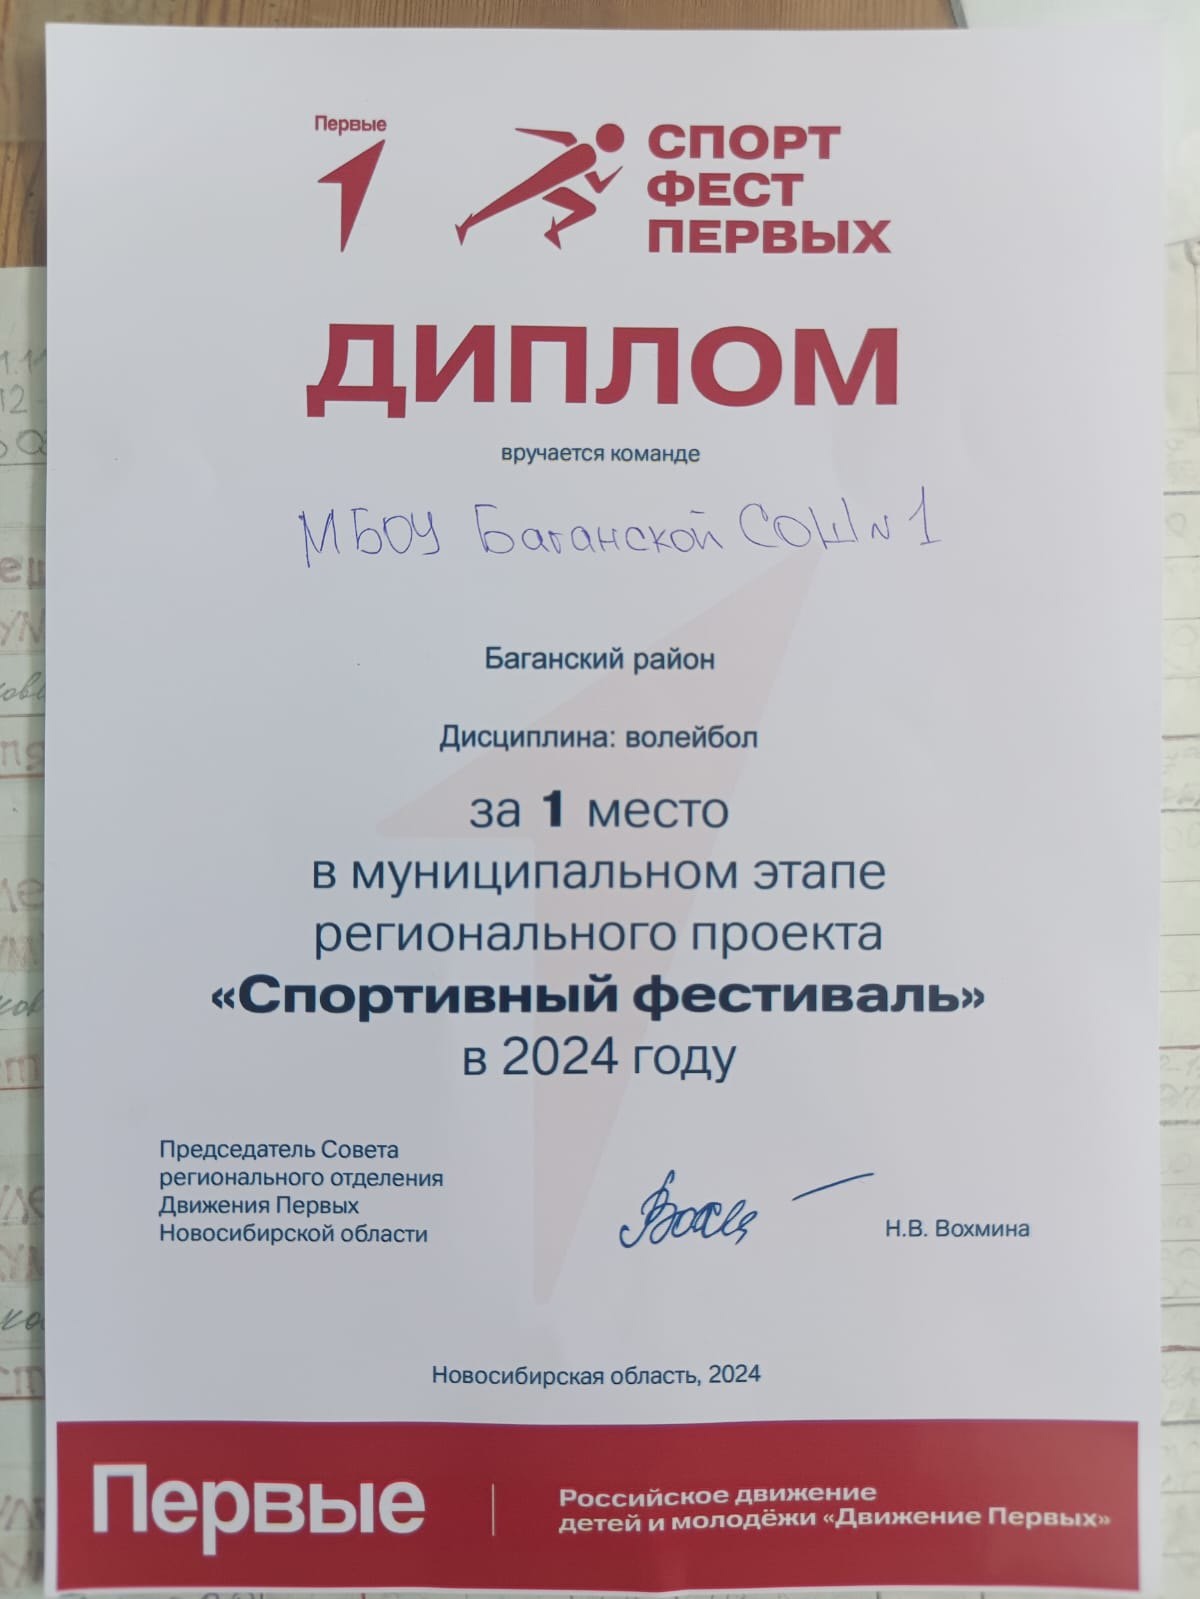 Первые
СПОРТ
ФЕСТ
ПЕРВЫХ
ДИПЛОМ
вручается команде
МБОУ Баганской СОШ N 1
Баганский район
Дисциплина: волейбол
за 1 место
в муниципальном этапе
регионального проекта
«Спортивный фестиваль»
в 2024 году
Председатель Совета
регионального отделения
Движения Первых
Новосибирской области
Н.В. Вохмина
Новосибирская область, 2024
Первые
Российское движение
детей и молодёжи «Движение Первых»